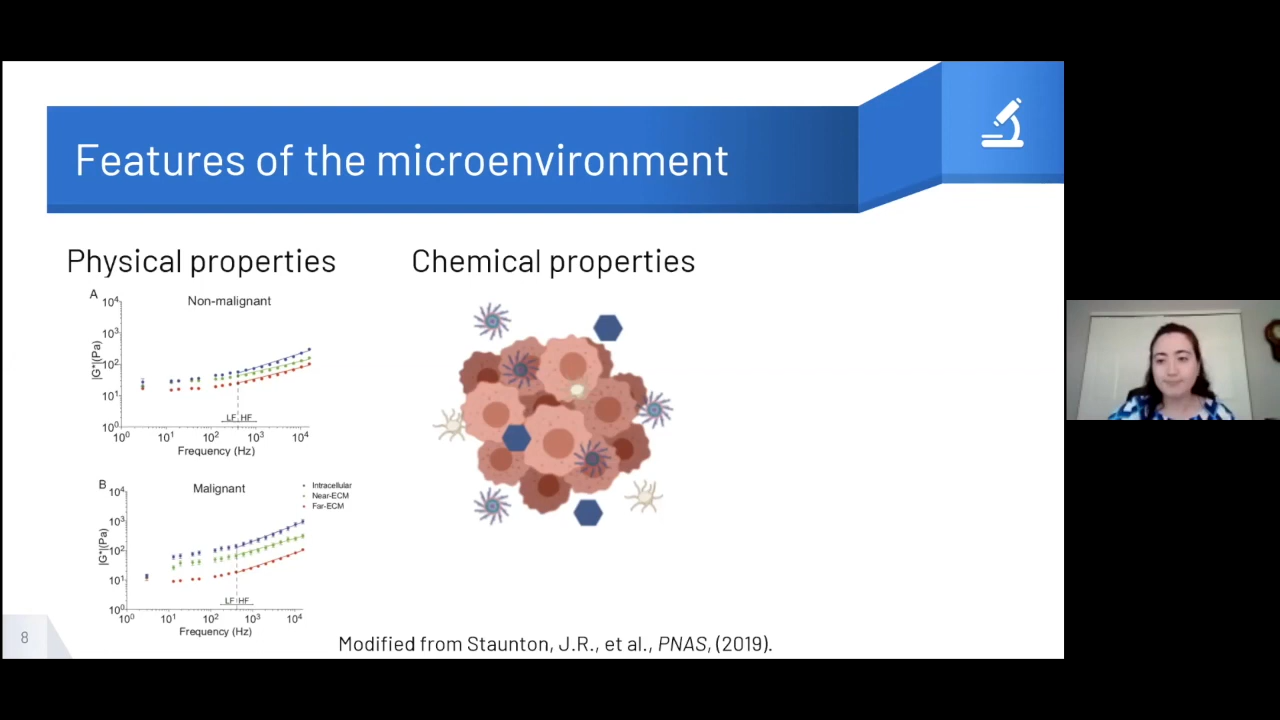 Features of the microenvironment
Physical properties
Chemical properties
A
Non-malignant
10⁴
10³
10²
10¹
10⁰
|G*|(Pa)
LF HF
10⁰ 10¹ 10² 10³ 10⁴
Frequency (Hz)
B
Malignant
Intracellular
Near-ECM
Far-ECM
10⁴
10³
10²
10¹
10⁰
|G*|(Pa)
LF HF
10⁰ 10¹ 10² 10³ 10⁴
Frequency (Hz)
8
Modified from Staunton, J.R., et al., PNAS, (2019).